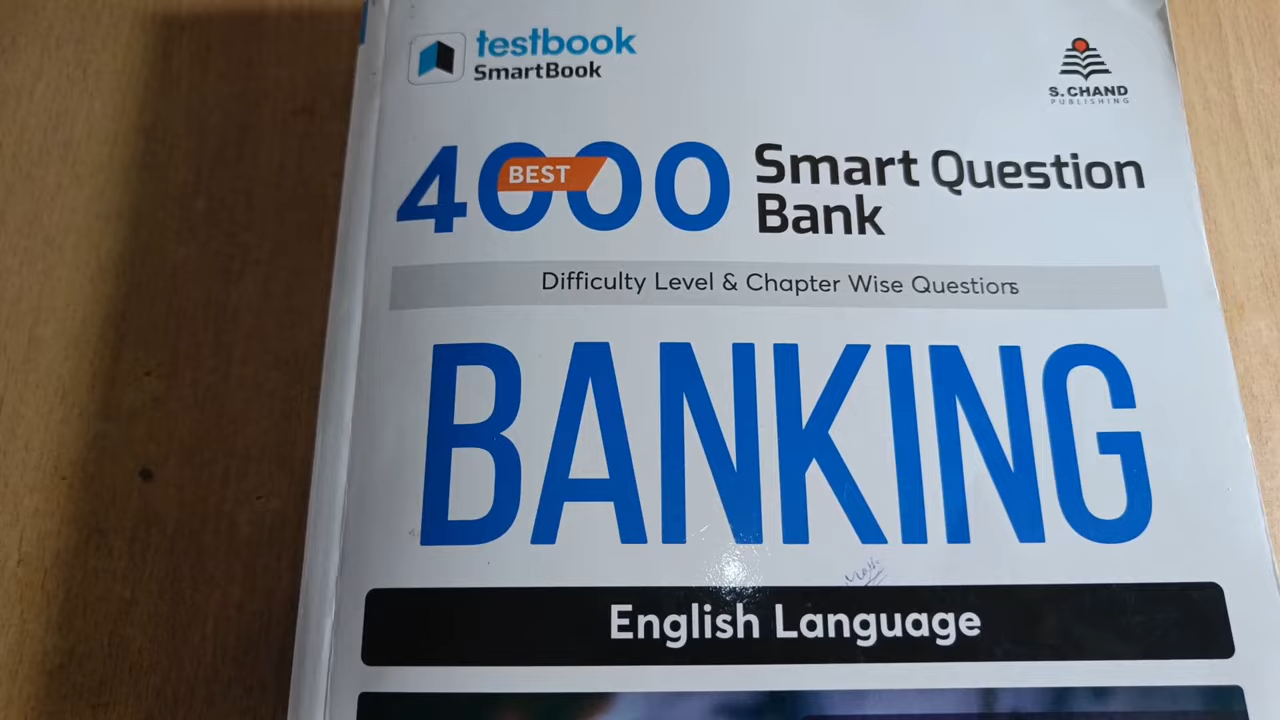 testbook
SmartBook
S. CHAND
PUBLISHING
4000
BEST
Smart Question
Bank
Difficulty Level & Chapter Wise Questions
BANKING
English Language